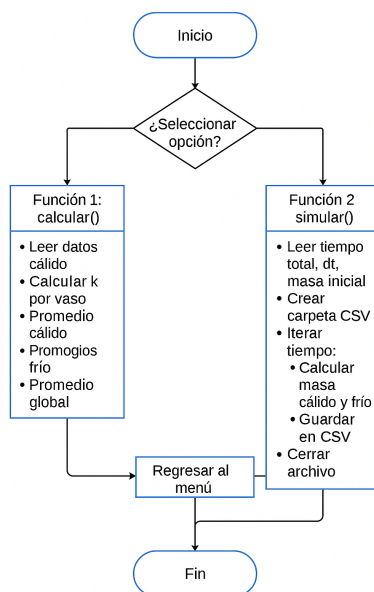 Inicio
¿Seleccionar
opción?
Función 1:
calcular()
• Leer datos
cálido
• Calcular k
por vaso
• Promedio
cálido
• Promogios
frío
• Promedio
global
Función 2
simular()
• Leer tiempo
total, dt,
masa inicial
• Crear
carpeta CSV
• Iterar
tiempo:
• Calcular
masa
cálido y frío
• Guardar
en CSV
• Cerrar
archivo
Regresar al
menú
Fin